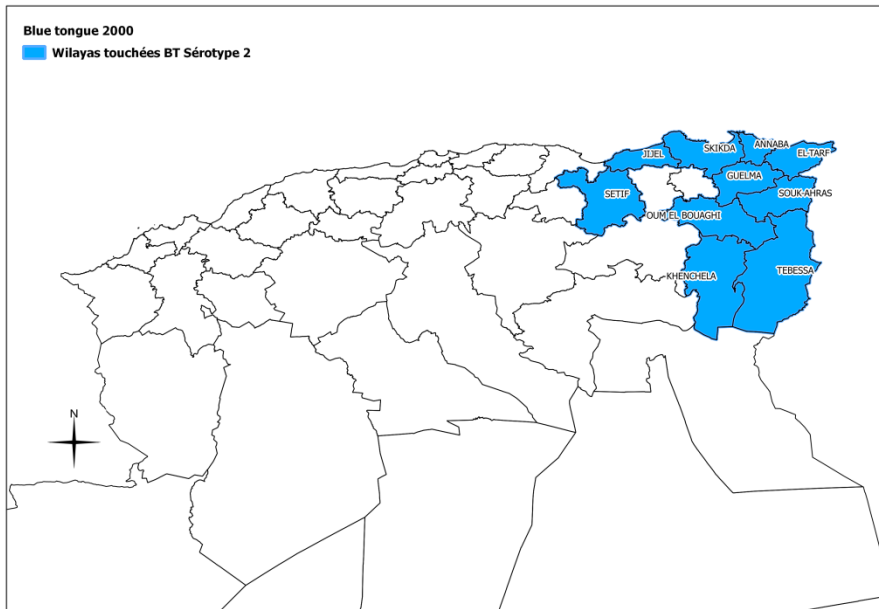 Blue tongue 2000
Wilayas touchées BT Sérotype 2
JIJEL
SKIKDA
ANNABA
EL-TARF
GUELMA
SETIF
SOUK-AHRAS
OUM EL BOUAGHI
KHENCHELA
TEBESSA
N